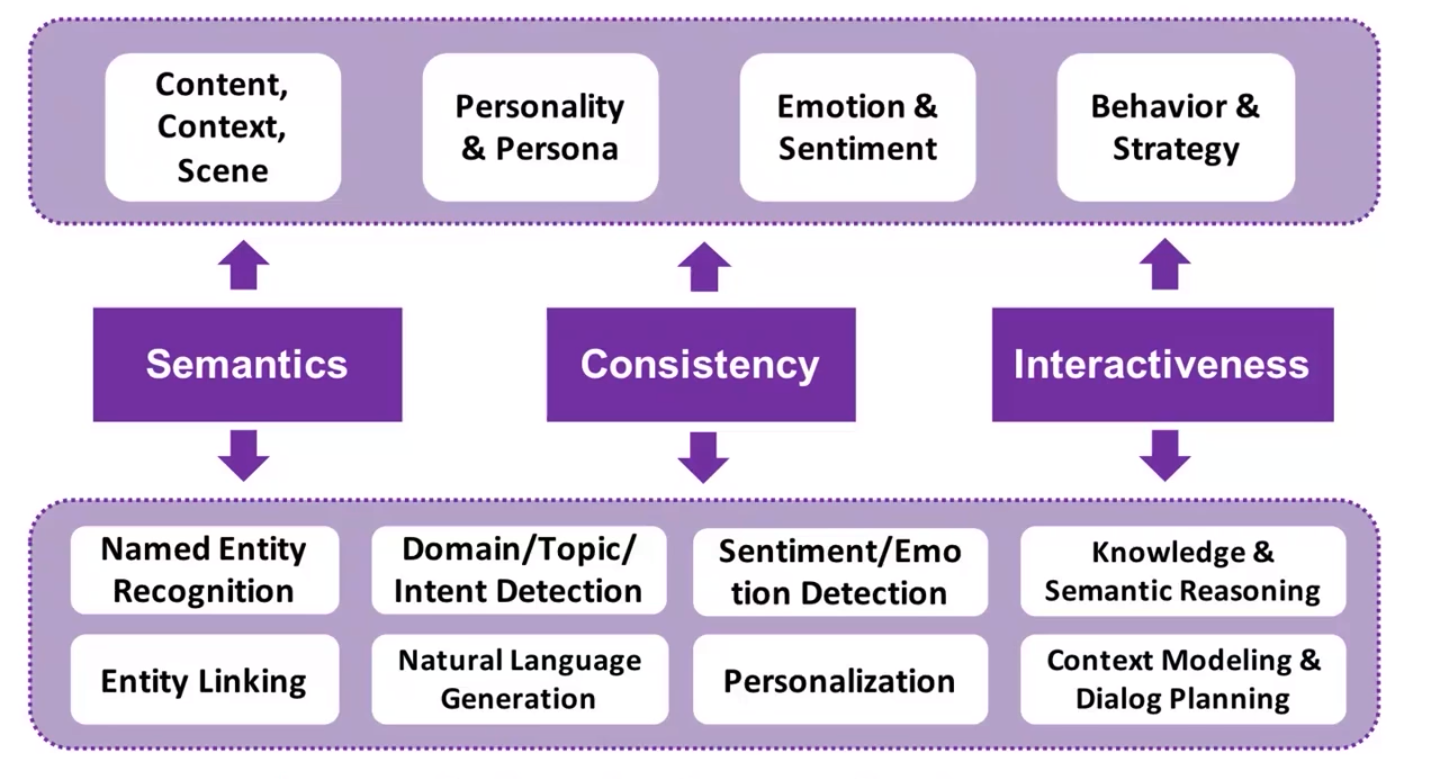 Content,
Context,
Scene
Personality
& Persona
Emotion &
Sentiment
Behavior &
Strategy
Semantics
Consistency
Interactiveness
Named Entity
Recognition
Domain/Topic/
Intent Detection
Sentiment/Emo
tion Detection
Knowledge &
Semantic Reasoning
Entity Linking
Natural Language
Generation
Personalization
Context Modeling &
Dialog Planning